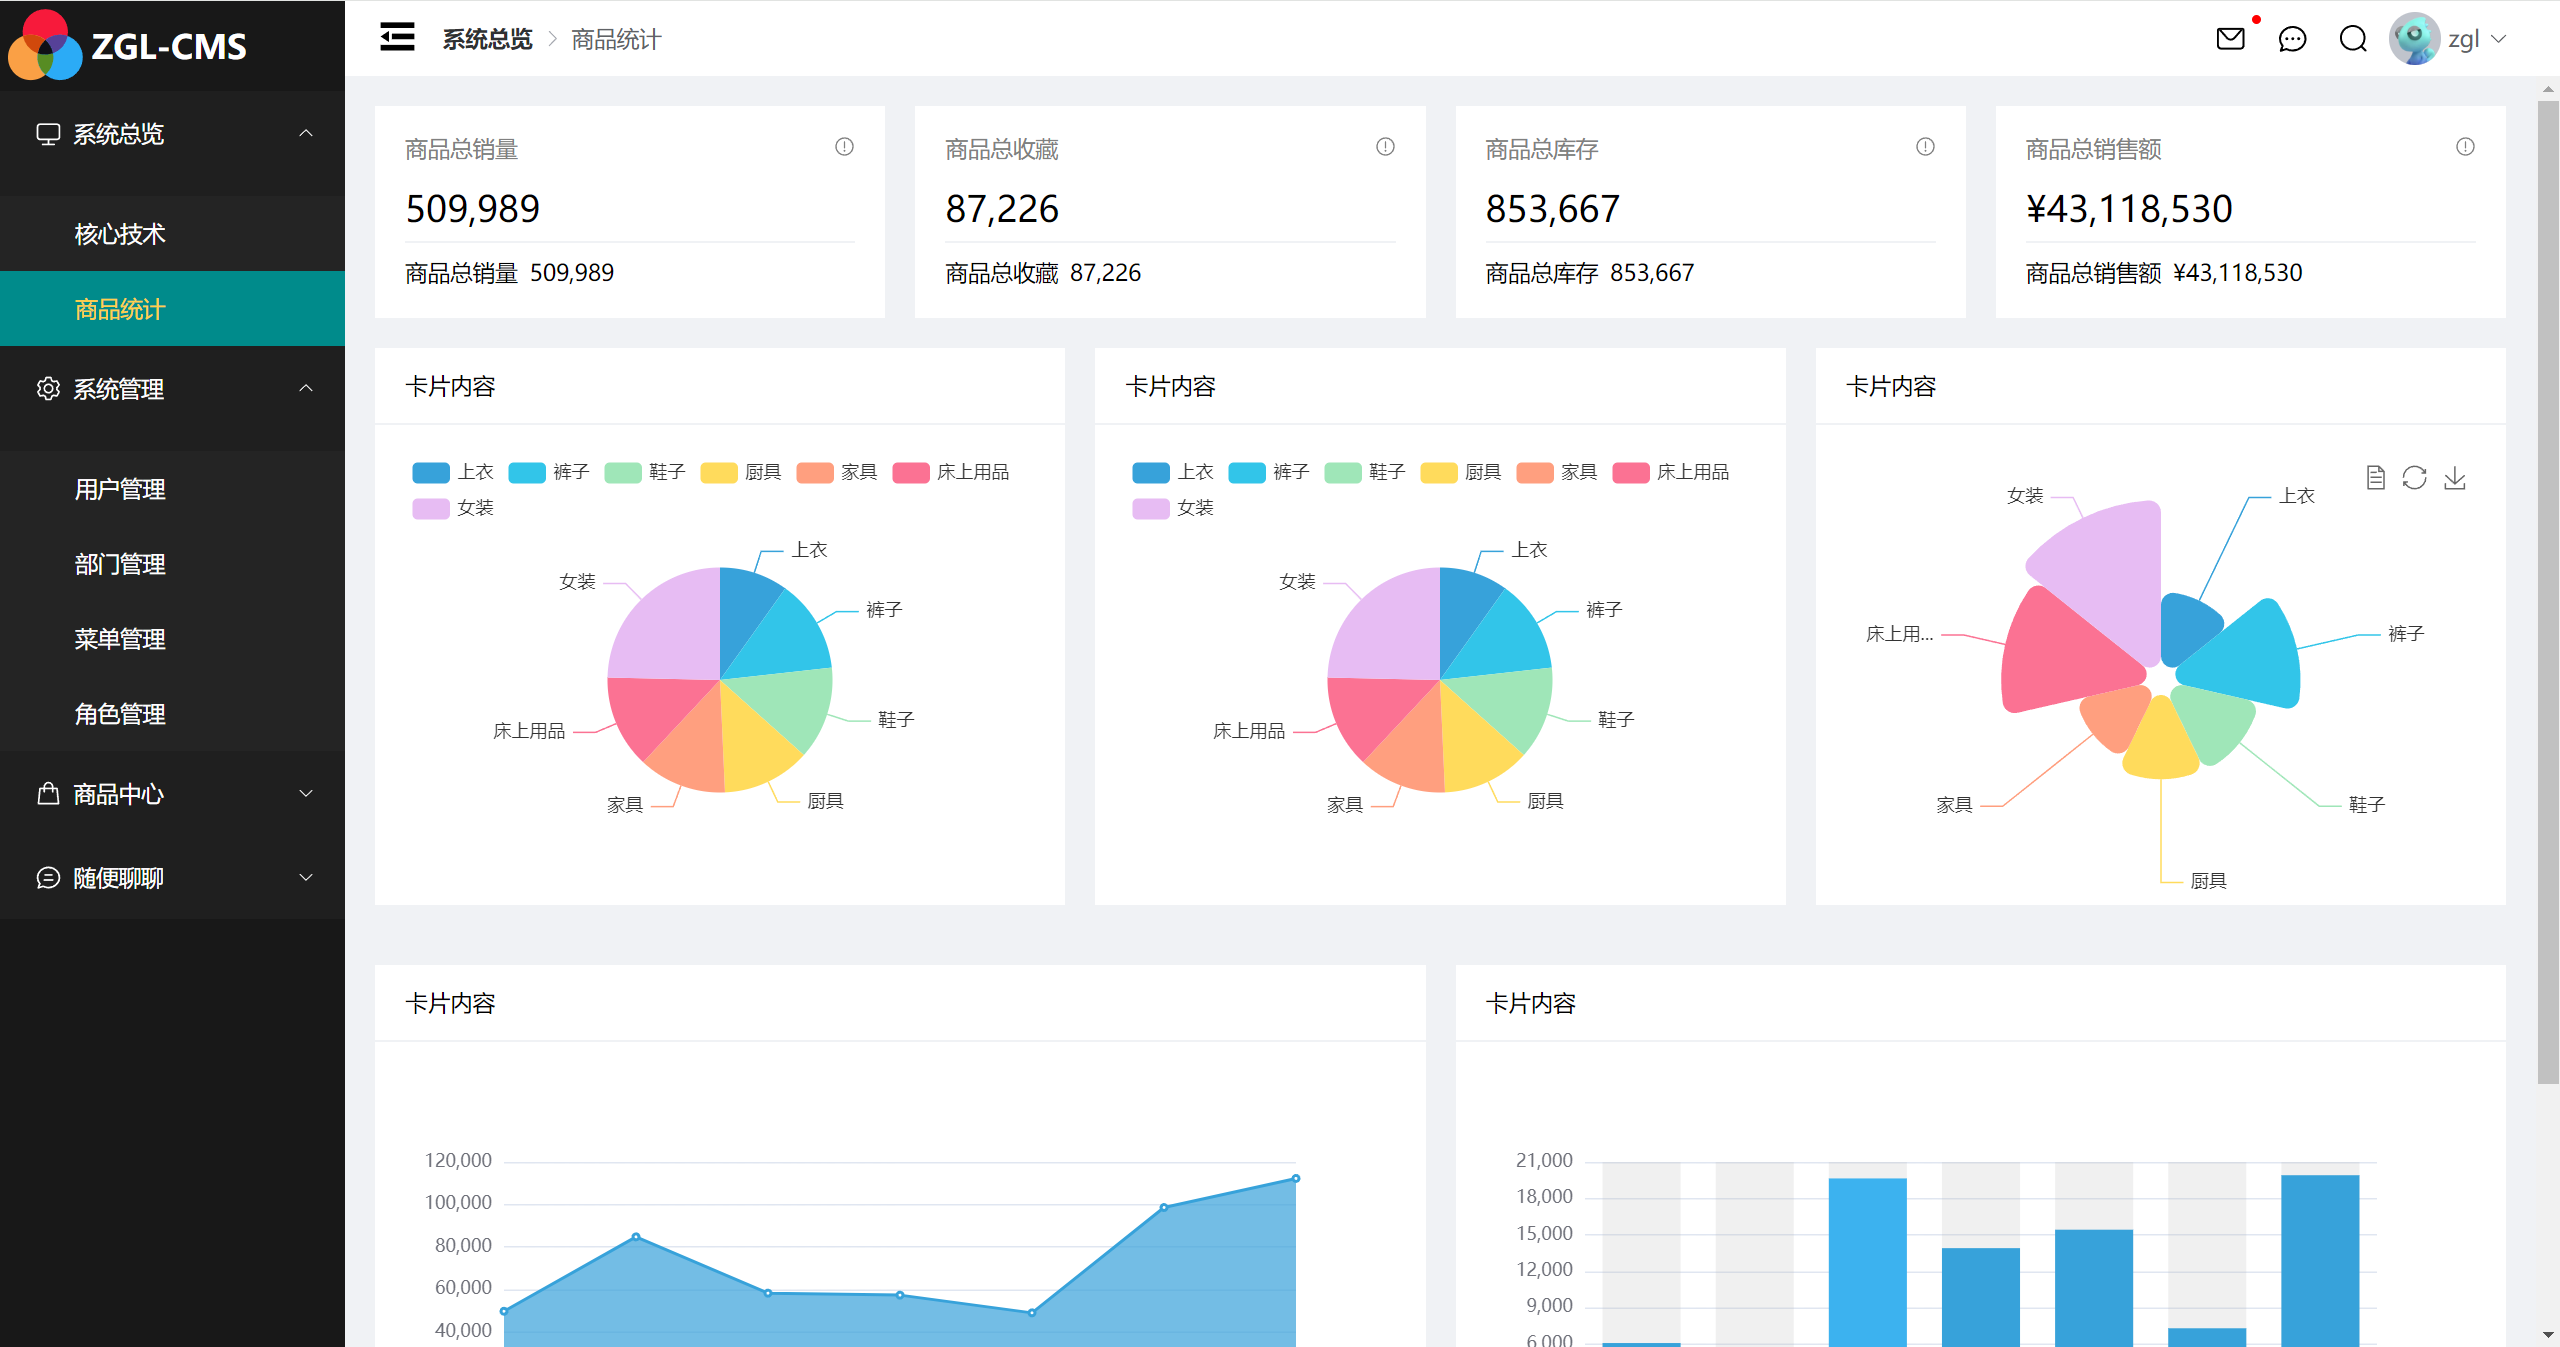 ZGL-CMS
系统总览
核心技术
商品统计
系统管理
用户管理
部门管理
菜单管理
角色管理
商品中心
随便聊聊
系统总览 商品统计
zgl
商品总销量
509,989
商品总销量 509,989
商品总收藏
87,226
商品总收藏 87,226
商品总库存
853,667
商品总库存 853,667
商品总销售额
¥43,118,530
商品总销售额 ¥43,118,530
卡片内容
上衣 裤子 鞋子 厨具 家具 床上用品
女装
上衣
女装
裤子
鞋子
床上用品
厨具
家具
卡片内容
上衣 裤子 鞋子 厨具 家具 床上用品
女装
上衣
女装
裤子
鞋子
床上用品
厨具
家具
卡片内容
女装
上衣
床上用...
裤子
家具
鞋子
厨具
卡片内容
120,000
100,000
80,000
60,000
40,000
卡片内容
21,000
18,000
15,000
12,000
9,000
6,000